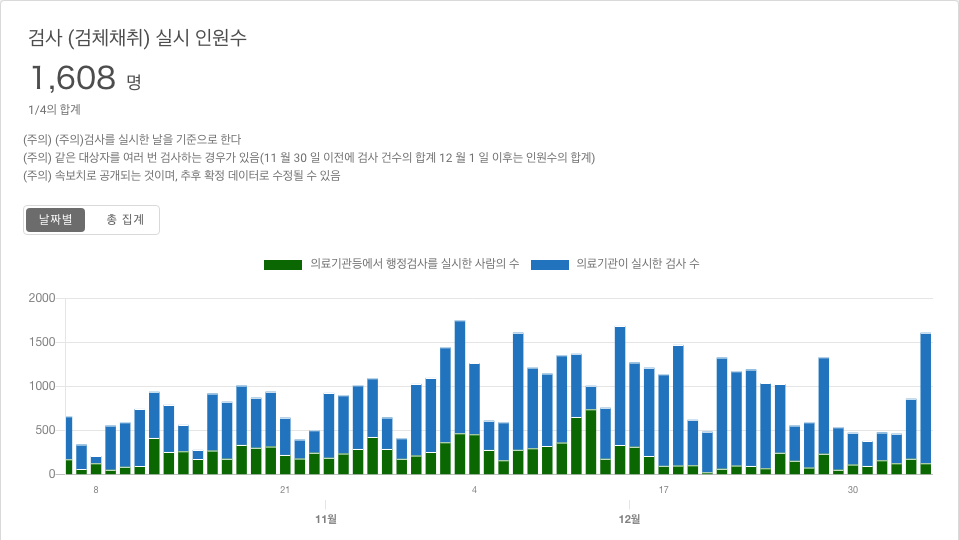 검사 (검체채취) 실시 인원수
1,608 명
1/4의 합계
(주의) (주의)검사를 실시한 날을 기준으로 한다
(주의) 같은 대상자를 여러 번 검사하는 경우가 있음(11 월 30 일 이전에 검사 건수의 합계 12 월 1 일 이후는 인원수의 합계)
(주의) 속보치로 공개되는 것이며, 추후 확정 데이터로 수정될 수 있음
날짜별 총 집계
의료기관등에서 행정검사를 실시한 사람의 수 의료기관이 실시한 검사 수
2000
1500
1000
500
0
8 21 4 17 30
11월 12월